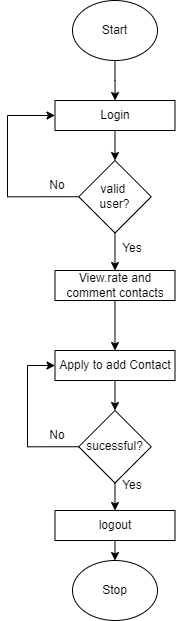 Start
Login
No
valid
user?
Yes
View.rate and
comment contacts
Apply to add Contact
No
sucessful?
Yes
logout
Stop